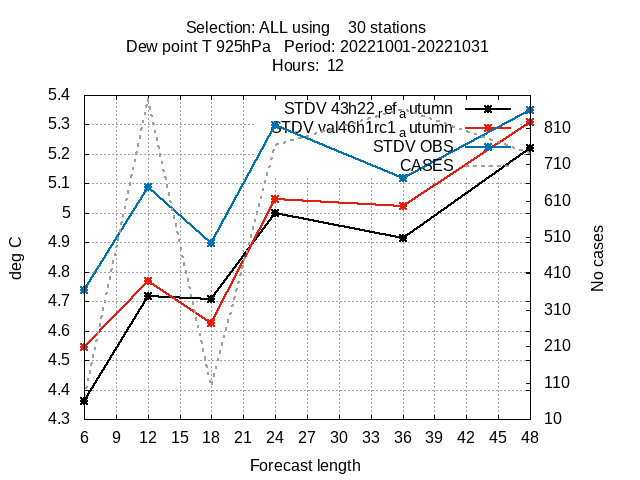 Selection: ALL using 30 stations
Dew point T 925hPa Period: 20221001-20221031
Hours: 12
5.4
5.3
5.2
5.1
5
4.9
4.8
4.7
4.6
4.5
4.4
4.3
deg C
STDV 43h22_ref_autumn
STDV val46h1rc1_autumn
STDV OBS
CASES
810
710
610
510
410
310
210
110
10
No cases
6 9 12 15 18 21 24 27 30 33 36 39 42 45 48
Forecast length